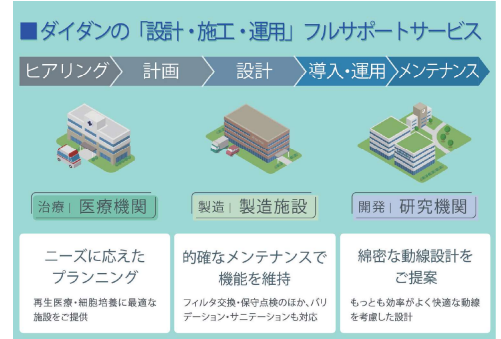 ■ダイダンの「設計・施工・運用」フルサポートサービス
ヒアリング 計画 設計 導入・運用 メンテナンス
治療｜医療機関
製造｜製造施設
開発｜研究機関
ニーズに応えた
プランニング
再生医療・細胞培養に最適な
施設をご提供
的確なメンテナンスで
機能を維持
フィルタ交換・保守点検のほか、バリ
デーション・サニテーションも対応
綿密な動線設計を
ご提案
もっとも効率がよく快適な動線
を考慮した設計